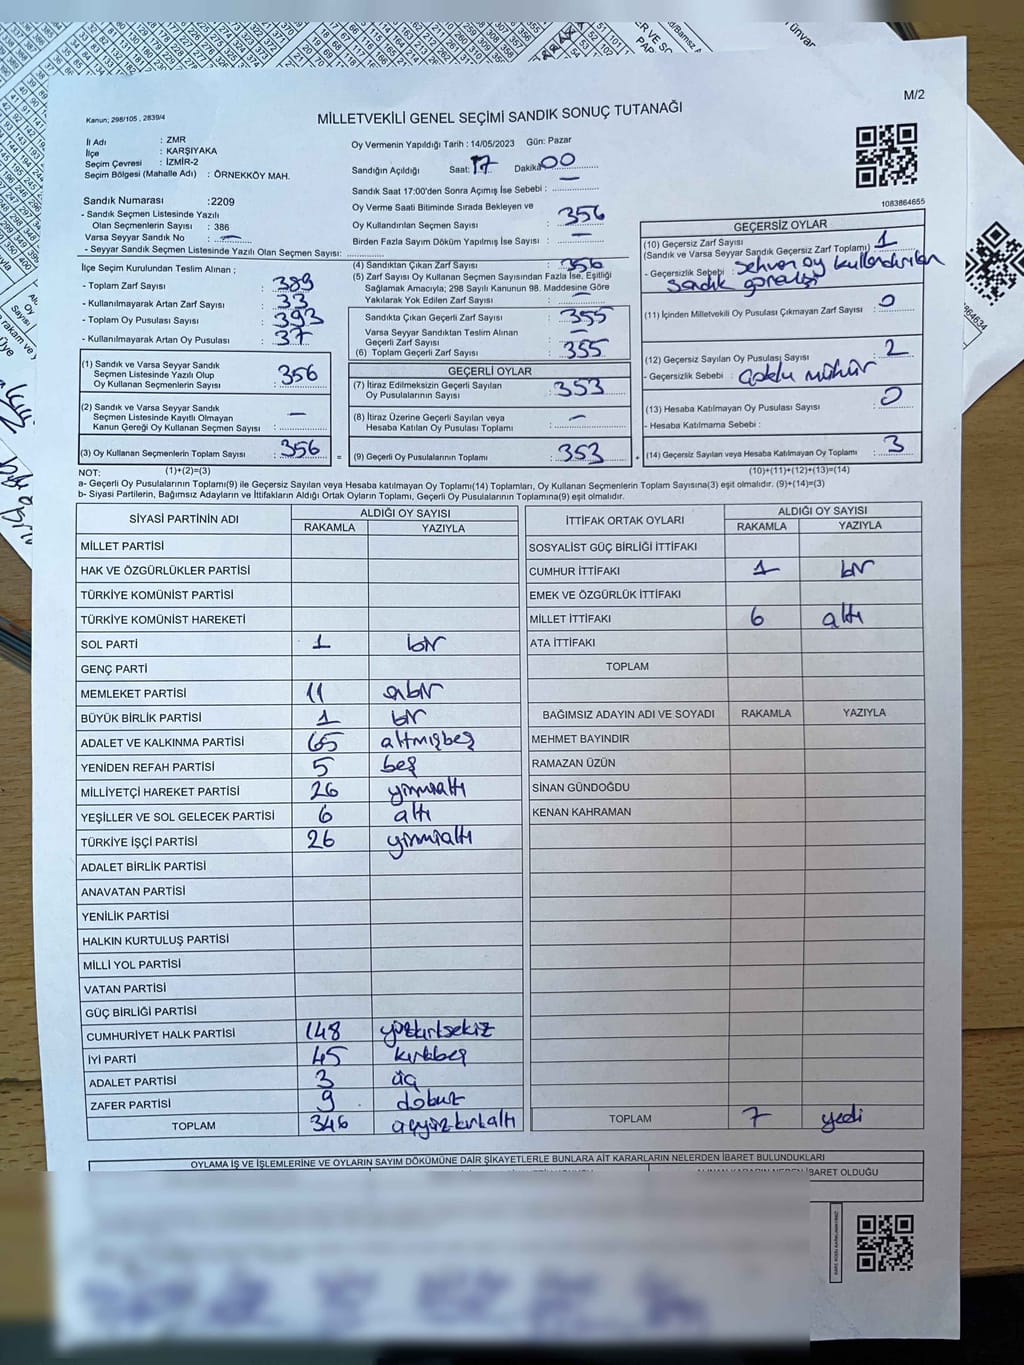 M/2
Kanun; 298/105 , 2839/4
MİLLETVEKİLİ GENEL SEÇİMİ SANDIK SONUÇ TUTANAĞI
İl Adı : ZMR
İlçe : KARŞIYAKA
Seçim Çevresi : İZMİR-2
Seçim Bölgesi (Mahalle Adı) : ÖRNEKKÖY MAH.
Sandık Numarası :2209
- Sandık Seçmen Listesinde Yazılı
Olan Seçmenlerin Sayısı : 386
Varsa Seyyar Sandık No : —
- Seyyar Sandık Seçmen Listesinde Yazılı Olan Seçmen Sayısı:
Oy Vermenin Yapıldığı Tarih : 14/05/2023 Gün: Pazar
Sandığın Açıldığı Saat: 17 Dakika 00
Sandık Saat 17:00'den Sonra Açımış İse Sebebi : —
Oy Verme Saati Bitiminde Sırada Bekleyen ve
Oy Kullandırılan Seçmen Sayısı : 356
Birden Fazla Sayım Döküm Yapılmış İse Sayısı : —
1083864655
İlçe Seçim Kurulundan Teslim Alınan ;
- Toplam Zarf Sayısı : 389
- Kullanılmayarak Artan Zarf Sayısı : 33
- Toplam Oy Pusulası Sayısı : 393
- Kullanılmayarak Artan Oy Pusulası : 37
(4) Sandıktan Çıkan Zarf Sayısı : 356
(5) Zarf Sayısı Oy Kullanan Seçmen Sayısından Fazla İse, Eşitliği
Sağlamak Amacıyla; 298 Sayılı Kanunun 98. Maddesine Göre
Yakılarak Yok Edilen Zarf Sayısı : —
Sandıkta Çıkan Geçerli Zarf Sayısı : 355
Varsa Seyyar Sandıktan Teslim Alınan
Geçerli Zarf Sayısı : —
(6) Toplam Geçerli Zarf Sayısı : 355
GEÇERSİZ OYLAR
(10) Geçersiz Zarf Sayısı : 1
(Sandık ve Varsa Seyyar Sandık Geçersiz Zarf Toplamı)
- Geçersizlik Sebebi : sehven oy kullandırılan
sandık görevlisi
(11) İçinden Milletvekili Oy Pusulası Çıkmayan Zarf Sayısı : 0
(12) Geçersiz Sayılan Oy Pusulası Sayısı : 2
- Geçersizlik Sebebi :
(13) Hesaba Katılmayan Oy Pusulası Sayısı : 0
- Hesaba Katılmama Sebebi :
(14) Geçersiz Sayılan veya Hesaba Katılmayan Oy Toplamı : 3
(1) Sandık ve Varsa Seyyar Sandık
Seçmen Listesinde Yazılı Olup
Oy Kullanan Seçmenlerin Sayısı : 356
(2) Sandık ve Varsa Seyyar Sandık
Seçmen Listesinde Kayıtlı Olmayan
Kanun Gereği Oy Kullanan Seçmen Sayısı : —
(3) Oy Kullanan Seçmenlerin Toplam Sayısı : 356 =
GEÇERLİ OYLAR
(7) İtiraz Edilmeksizin Geçerli Sayılan
Oy Pusulalarının Sayısı : 353
(8) İtiraz Üzerine Geçerli Sayılan veya
Hesaba Katılan Oy Pusulası Toplamı : —
(9) Geçerli Oy Pusulalarının Toplamı : 353 +
NOT: (1)+(2)=(3) (10)+(11)+(12)+(13)=(14)
a- Geçerli Oy Pusulalarının Toplamı(9) ile Geçersiz Sayılan veya Hesaba katılmayan Oy Toplamı(14) Toplamları, Oy Kullanan Seçmenlerin Toplam Sayısına(3) eşit olmalıdır. (9)+(14)=(3)
b- Siyasi Partilerin, Bağımsız Adayların ve İttifakların Aldığı Ortak Oyların Toplamı, Geçerli Oy Pusulalarının Toplamına(9) eşit olmalıdır.
SİYASİ PARTİNİN ADI ALDIĞI OY SAYISI
RAKAMLA YAZIYLA
MİLLET PARTİSİ
HAK VE ÖZGÜRLÜKLER PARTİSİ
TÜRKİYE KOMÜNİST PARTİSİ
TÜRKİYE KOMÜNİST HAREKETİ
SOL PARTİ 1 bir
GENÇ PARTİ
MEMLEKET PARTİSİ 11 onbir
BÜYÜK BİRLİK PARTİSİ 1 bir
ADALET VE KALKINMA PARTİSİ 65 altmışbeş
YENİDEN REFAH PARTİSİ 5 beş
MİLLİYETÇİ HAREKET PARTİSİ 26 yirmialtı
YEŞİLLER VE SOL GELECEK PARTİSİ 6 altı
TÜRKİYE İŞÇİ PARTİSİ 26 yirmialtı
ADALET BİRLİK PARTİSİ
ANAVATAN PARTİSİ
YENİLİK PARTİSİ
HALKIN KURTULUŞ PARTİSİ
MİLLİ YOL PARTİSİ
VATAN PARTİSİ
GÜÇ BİRLİĞİ PARTİSİ
CUMHURİYET HALK PARTİSİ 148 yüzkırksekiz
İYİ PARTİ 45 kırkbeş
ADALET PARTİSİ 3 üç
ZAFER PARTİSİ 9 dokuz
TOPLAM 346 üçyüzkırkaltı
İTTİFAK ORTAK OYLARI ALDIĞI OY SAYISI
RAKAMLA YAZIYLA
SOSYALIST GÜÇ BİRLİĞİ İTTİFAKI
CUMHUR İTTİFAKI 1 bir
EMEK VE ÖZGÜRLÜK İTTİFAKI
MİLLET İTTİFAKI 6 altı
ATA İTTİFAKI
TOPLAM
BAĞIMSIZ ADAYIN ADI VE SOYADI RAKAMLA YAZIYLA
MEHMET BAYINDIR
RAMAZAN ÜZÜN
SİNAN GÜNDOĞDU
KENAN KAHRAMAN
TOPLAM 7 yedi
OYLAMA İŞ VE İŞLEMLERİNE VE OYLARIN SAYIM DÖKÜMÜNE DAİR ŞİKAYETLERLE BUNLARA AİT KARARLARIN NELERDEN İBARET BULUNDUKLARI
İBARET OLDUĞU